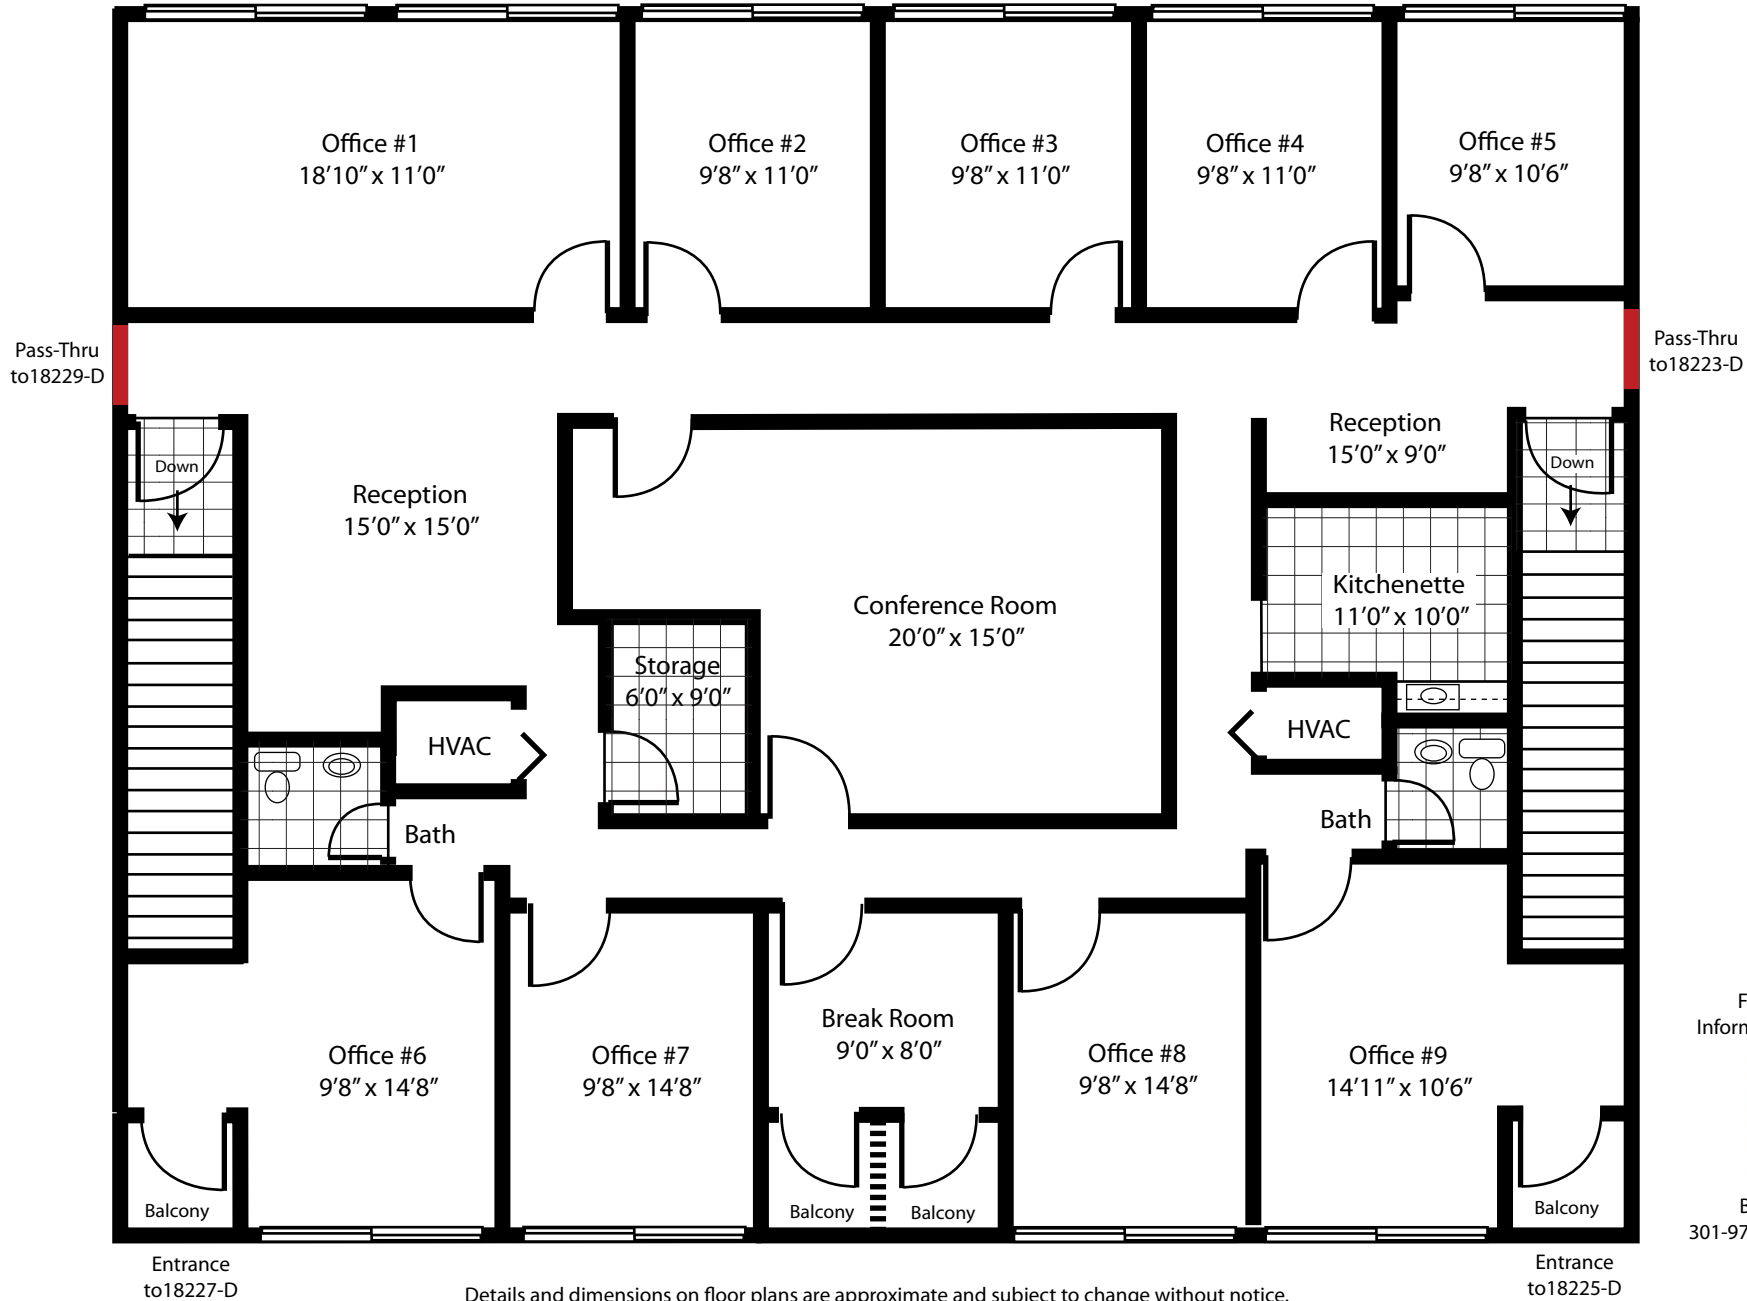 Office #1
18'10" x 11'0"
Office #2
9'8" x 11'0"
Office #3
9'8" x 11'0"
Office #4
9'8" x 11'0"
Office #5
9'8" x 10'6"
Pass-Thru
to18229-D
Pass-Thru
to18223-D
Down
Reception
15'0" x 15'0"
Reception
15'0" x 9'0"
Down
Conference Room
20'0" x 15'0"
Kitchenette
11'0" x 10'0"
Storage
6'0" x 9'0"
HVAC
HVAC
Bath
Bath
Office #6
9'8" x 14'8"
Office #7
9'8" x 14'8"
Break Room
9'0" x 8'0"
Office #8
9'8" x 14'8"
Office #9
14'11" x 10'6"
Balcony
Balcony
Balcony
Balcony
Entrance
to18227-D
Entrance
to18225-D
Details and dimensions on floor plans are approximate and subject to change without notice.
301-97